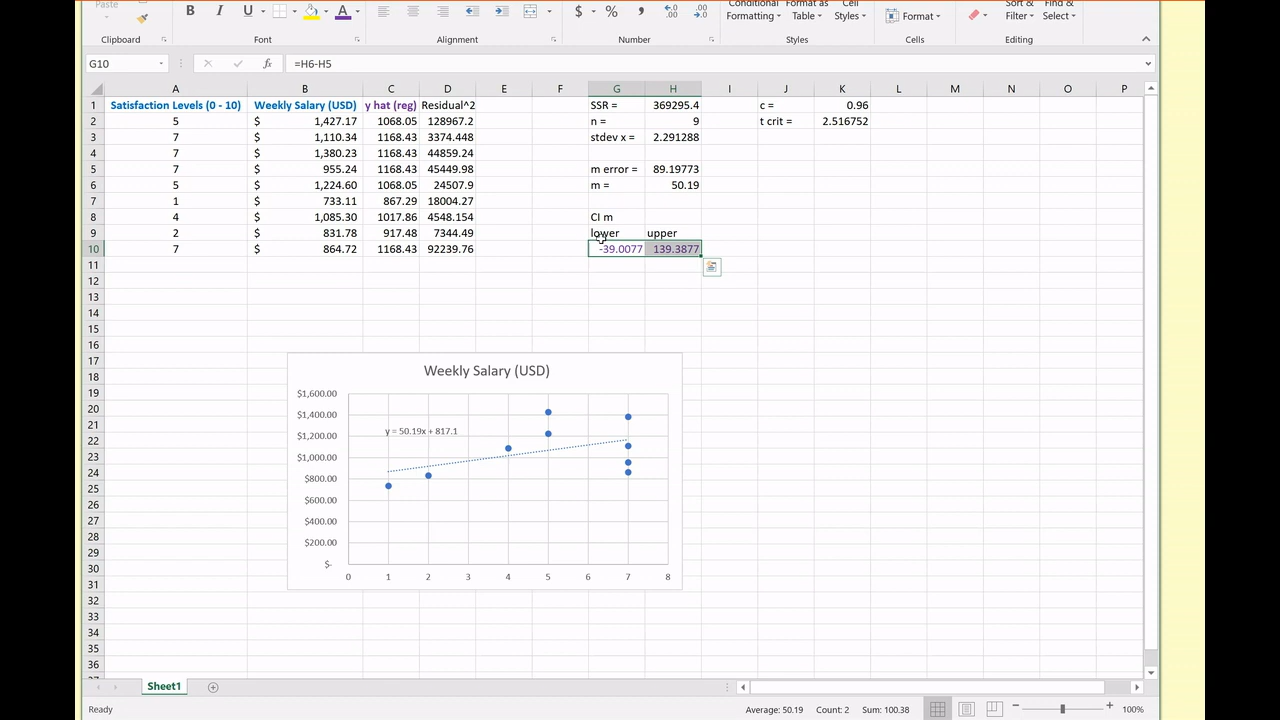 Paste
B I U A
$ % , .00 .00
Conditional Format as Cell
Formatting Table Styles
Format
Sort & Find &
Filter Select
Clipboard Font Alignment Number Styles Cells Editing
G10 fx =H6-H5
A B C D E F G H I J K L M N O P
1 Satisfaction Levels (0 - 10) Weekly Salary (USD) y hat (reg) Residual^2 SSR = 369295.4 c = 0.96
2 5 $ 1,427.17 1068.05 128967.2 n = 9 t crit = 2.516752
3 7 $ 1,110.34 1168.43 3374.448 stdev x = 2.291288
4 7 $ 1,380.23 1168.43 44859.24
5 7 $ 955.24 1168.43 45449.98 m error = 89.19773
6 5 $ 1,224.60 1068.05 24507.9 m = 50.19
7 1 $ 733.11 867.29 18004.27
8 4 $ 1,085.30 1017.86 4548.154 CI m
9 2 $ 831.78 917.48 7344.49 lower upper
10 7 $ 864.72 1168.43 92239.76 -39.0077 139.3877
11
12
13
14
15
16
17
18
19
20
21
22
23
24
25
26
27
28
29
30
31
32
33
34
35
36
Weekly Salary (USD)
$1,600.00
$1,400.00
y = 50.19x + 817.1
$1,200.00
$1,000.00
$800.00
$600.00
$400.00
$200.00
$-
0 1 2 3 4 5 6 7 8
Sheet1
Ready Average: 50.19 Count: 2 Sum: 100.38 100%